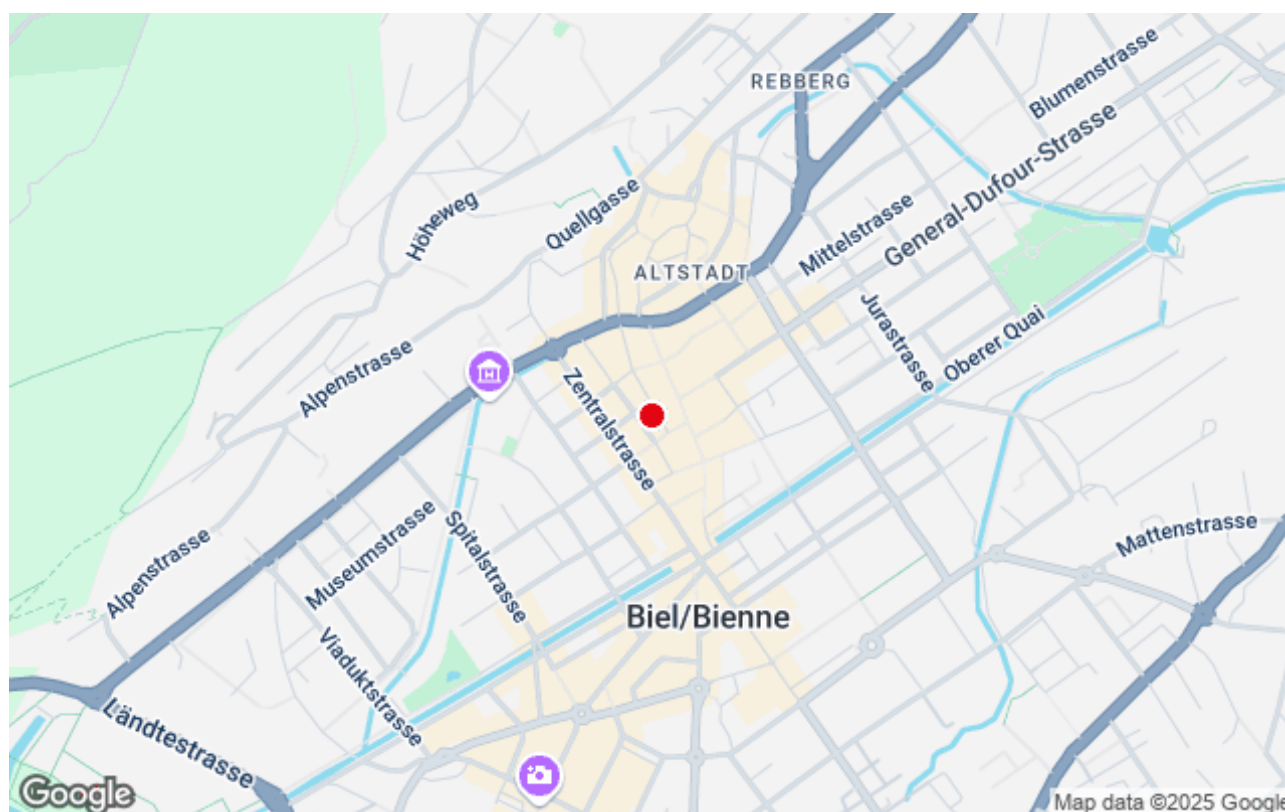 REBBERG
Blumenstrasse
General-Dufour-Strasse
Mittelstrasse
Höheweg
Quellgasse
ALTSTADT
Jurastrasse
Oberer Quai
Alpenstrasse
Zentralstrasse
Mattenstrasse
Spitalstrasse
Museumstrasse
Alpenstrasse
Biel/Bienne
Viaduktstrasse
Ländtestrasse
Google
Map data ©2025 Google